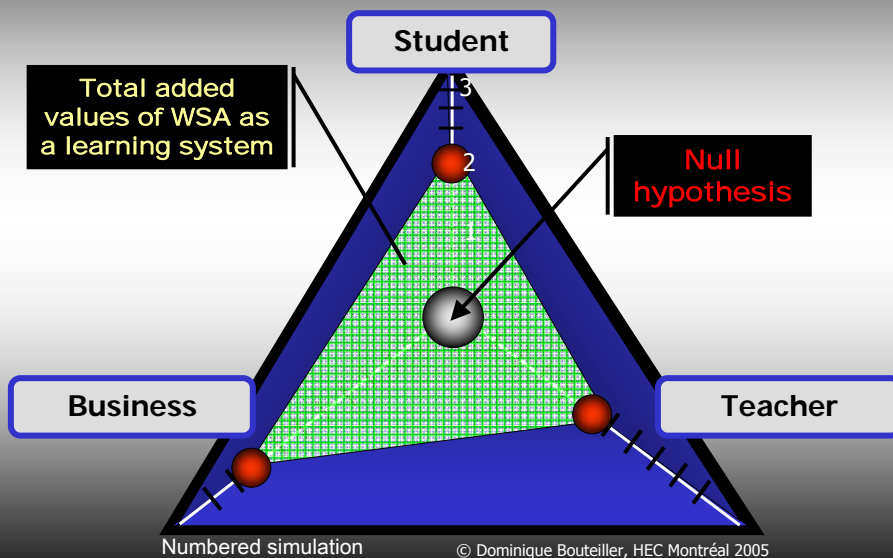 Student
Total added
values of WSA as
a learning system
3
2
Null
hypothesis
1
Business
Teacher
Numbered simulation
© Dominique Bouteiller, HEC Montréal 2005